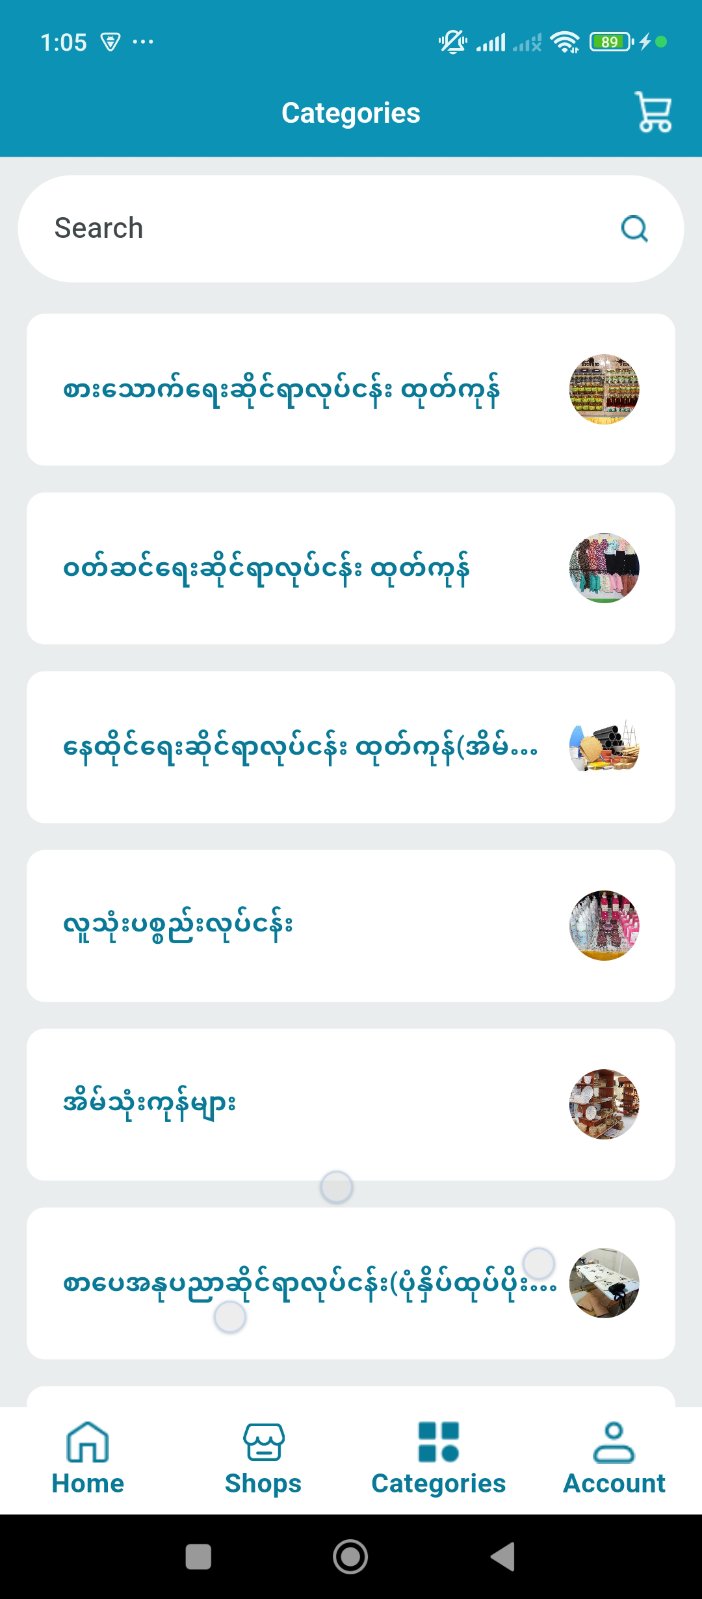 1:05
89
Categories
Search
စားသောက်ရေးဆိုင်ရာလုပ်ငန်း ထုတ်ကုန်
ဝတ်ဆင်ရေးဆိုင်ရာလုပ်ငန်း ထုတ်ကုန်
နေထိုင်ရေးဆိုင်ရာလုပ်ငန်း ထုတ်ကုန်(အိမ်...
လူသုံးပစ္စည်းလုပ်ငန်း
အိမ်သုံးကုန်များ
စာပေအနုပညာဆိုင်ရာလုပ်ငန်း(ပုံနှိပ်ထုပ်ပိုး...
Home
Shops
Categories
Account